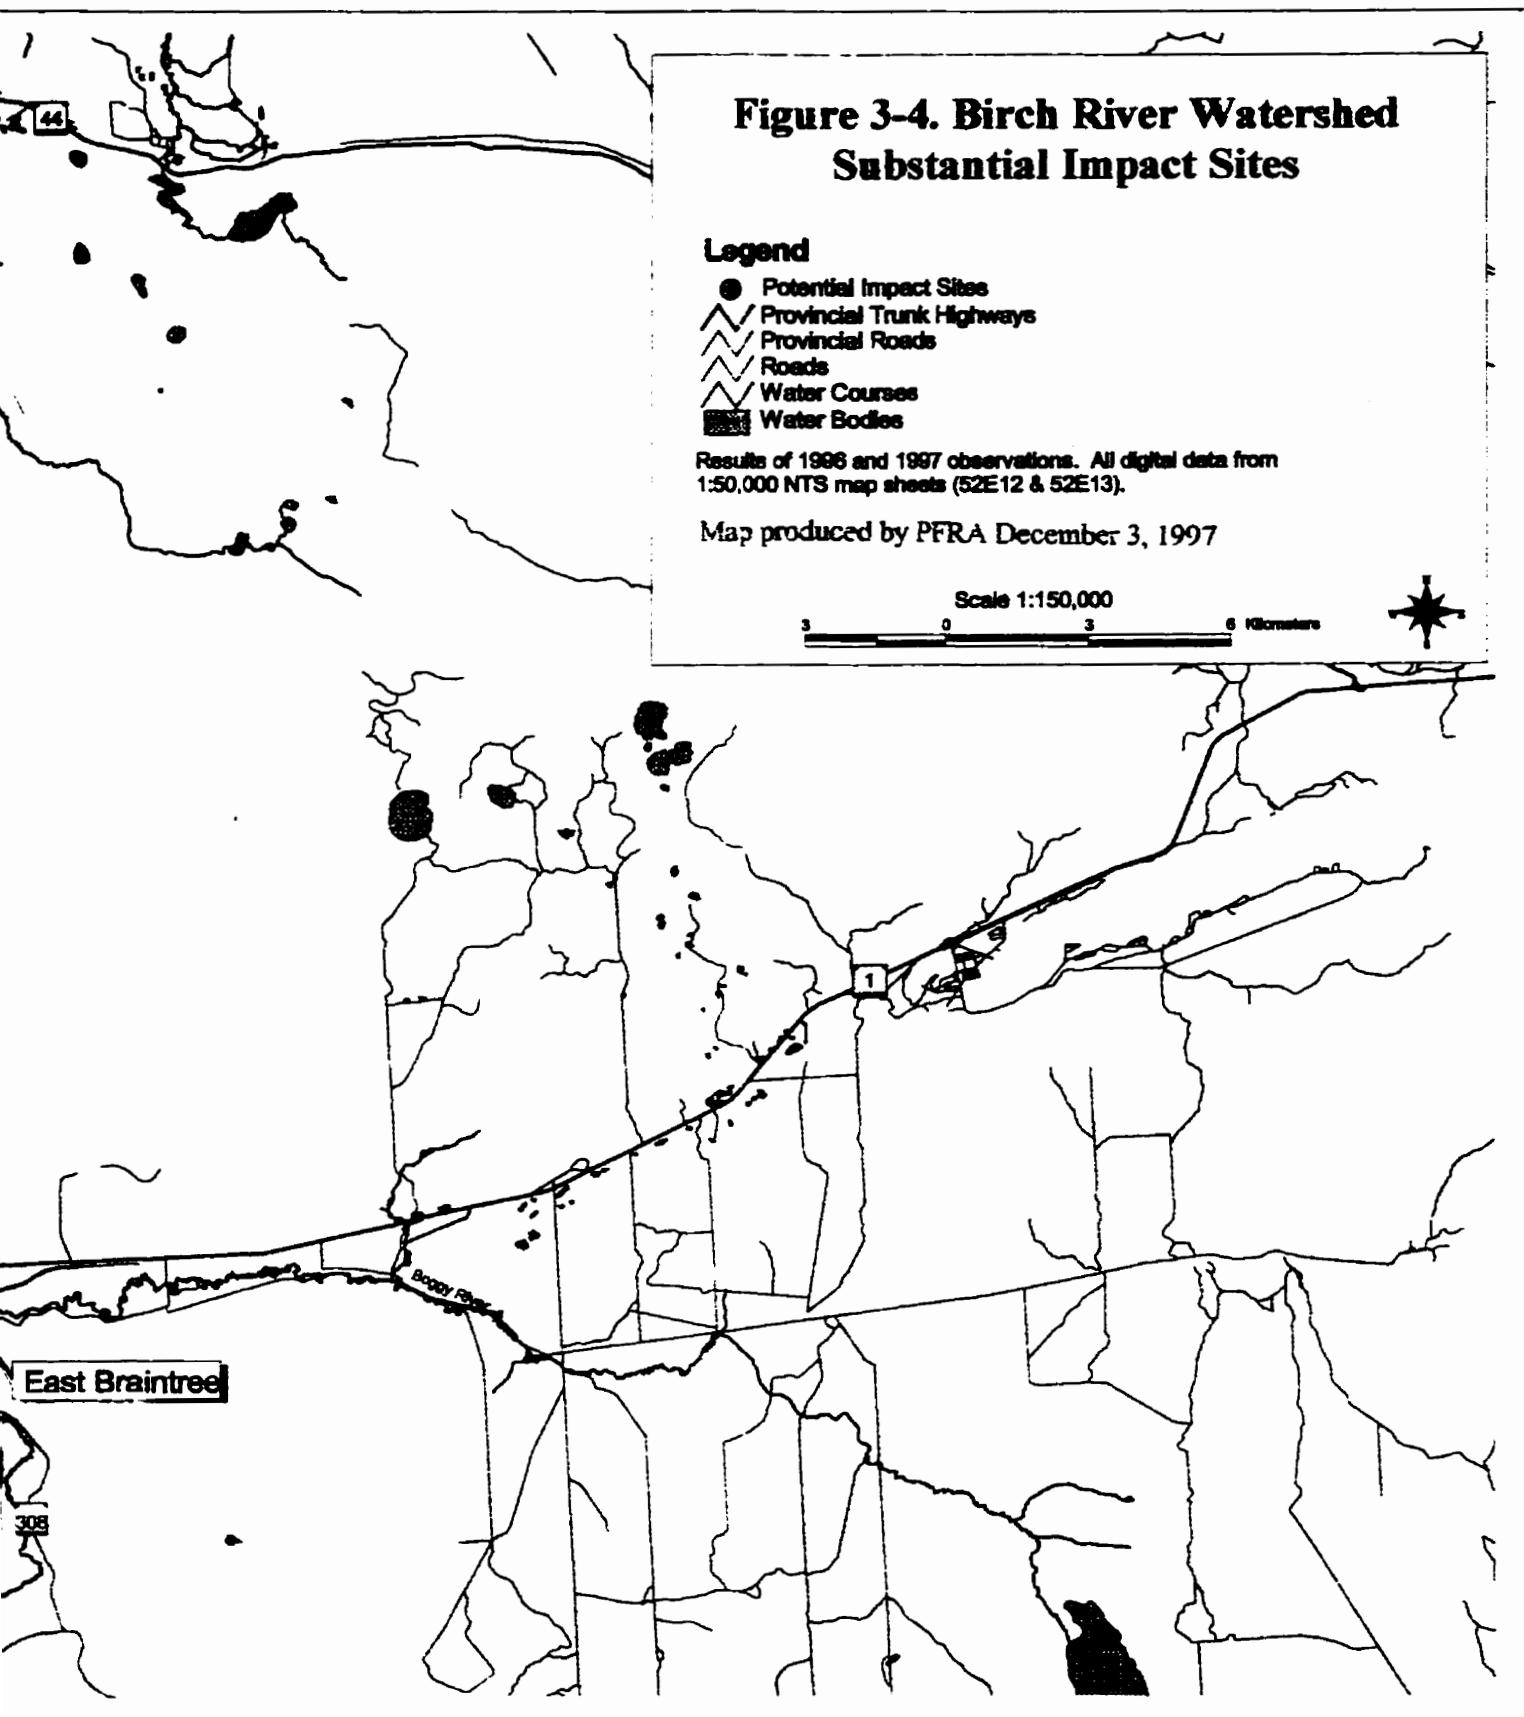 44
Figure 3-4. Birch River Watershed
Substantial Impact Sites
Legend
Potential Impact Sites
Provincial Trunk Highways
Provincial Roads
Roads
Water Courses
Water Bodies
Results of 1996 and 1997 observations. All digital data from
1:50,000 NTS map sheets (52E12 & 52E13).
Map produced by PFRA December 3, 1997
Scale 1:150,000
3 0 3 6 Kilometers
1
Boggy River
East Braintree
308